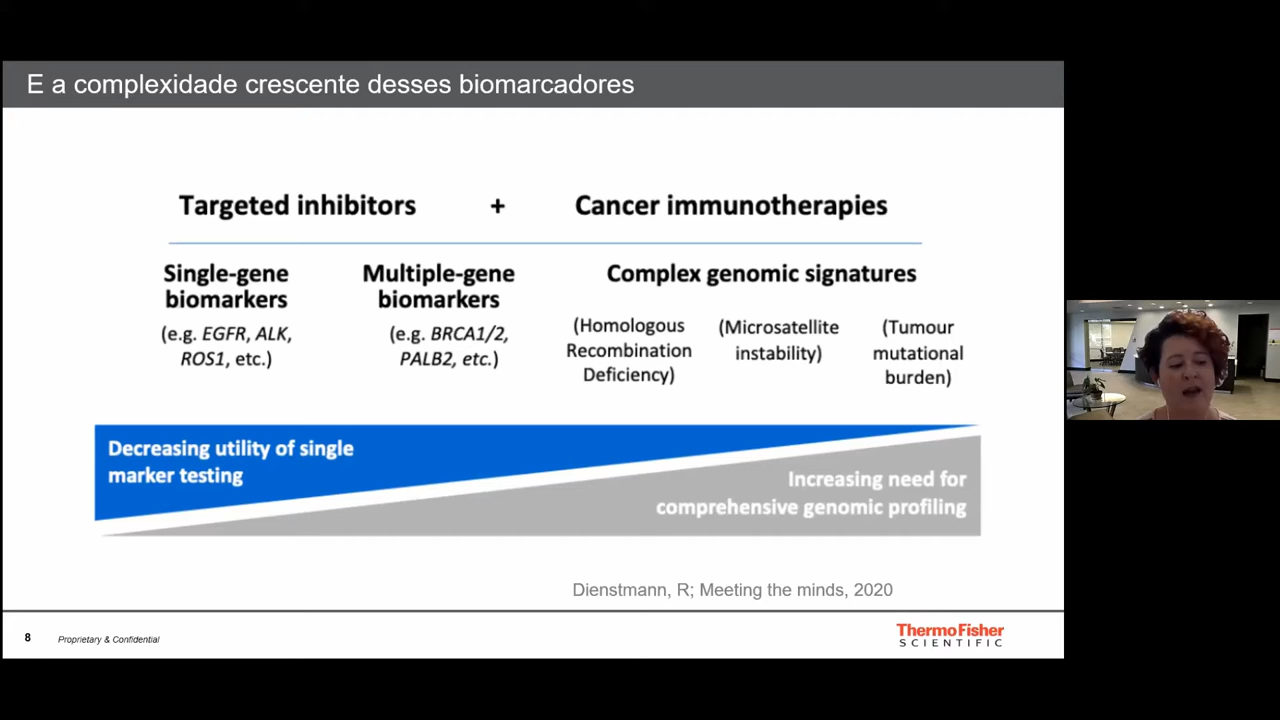 E a complexidade crescente desses biomarcadores
Targeted inhibitors + Cancer immunotherapies
Single-gene
biomarkers
(e.g. EGFR, ALK,
ROS1, etc.)
Multiple-gene
biomarkers
(e.g. BRCA1/2,
PALB2, etc.)
Complex genomic signatures
(Homologous
Recombination
Deficiency)
(Microsatellite
instability)
(Tumour
mutational
burden)
Decreasing utility of single
marker testing
Increasing need for
comprehensive genomic profiling
Dienstmann, R; Meeting the minds, 2020
8 Proprietary & Confidential
ThermoFisher
SCIENTIFIC